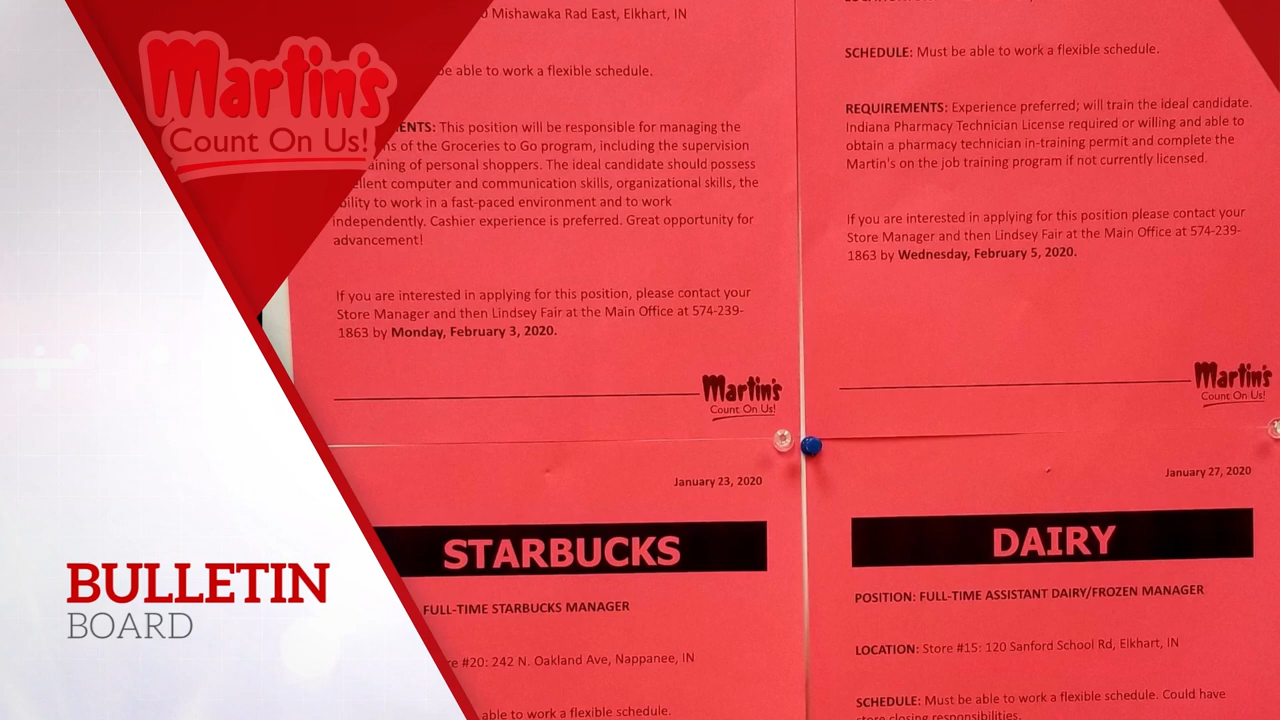 Martin's
Count On Us!
BULLETIN
BOARD
Mishawaka Rad East, Elkhart, IN
be able to work a flexible schedule.
This position will be responsible for managing the
of the Groceries to Go program, including the supervision
of personal shoppers. The ideal candidate should possess
computer and communication skills, organizational skills, the
to work in a fast-paced environment and to work
independently. Cashier experience is preferred. Great opportunity for
advancement!
If you are interested in applying for this position, please contact your
Store Manager and then Lindsey Fair at the Main Office at 574-239-
1863 by Monday, February 3, 2020.
Martin's
Count On Us!
SCHEDULE: Must be able to work a flexible schedule.
REQUIREMENTS: Experience preferred; will train the ideal candidate.
Indiana Pharmacy Technician License required or willing and able to
obtain a pharmacy technician in-training permit and complete the
Martin's on the job training program if not currently licensed.
If you are interested in applying for this position please contact your
Store Manager and then Lindsey Fair at the Main Office at 574-239-
1863 by Wednesday, February 5, 2020.
Martin's
Count On Us!
January 23, 2020
STARBUCKS
FULL-TIME STARBUCKS MANAGER
#20: 242 N. Oakland Ave, Nappanee, IN
able to work a flexible schedule.
January 27, 2020
DAIRY
POSITION: FULL-TIME ASSISTANT DAIRY/FROZEN MANAGER
LOCATION: Store #15: 120 Sanford School Rd, Elkhart, IN
SCHEDULE: Must be able to work a flexible schedule. Could have
store closing responsibilities.